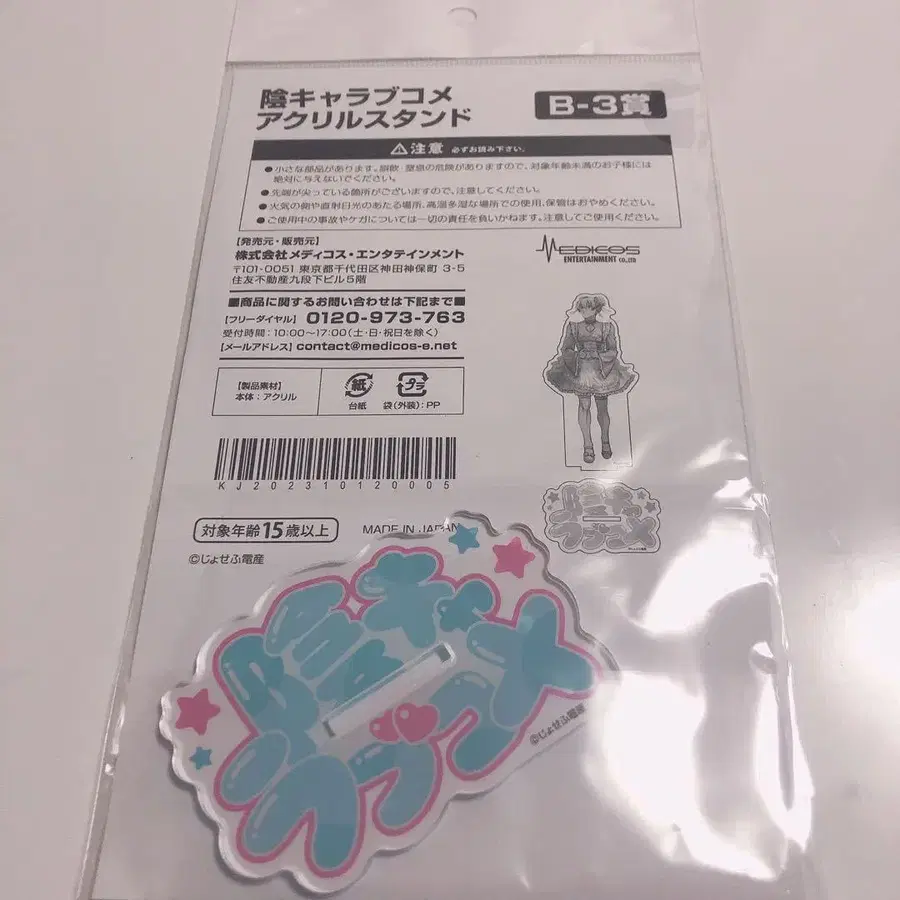 陰キャラブコメ
アクリルスタンド
B-3賞
⚠注意 必ずお読み下さい。
●小さな部品があります。誤飲・窒息の危険がありますので、対象年齢未満のお子様には
絶対に与えないでください。
●先端が尖っている箇所がございますので、注意してください。
●火気の側や直射日光のあたる場所、高温多湿な場所での使用、保管はおやめください。
●ご使用中の事故やケガについては一切の責任を負いかねます。注意してご使用ください。
【発売元・販売元】
株式会社メディコス・エンタテインメント
〒101-0051 東京都千代田区神田神保町 3-5
住友不動産九段下ビル5階
MEDICOS
ENTERTAINMENT CO.,LTD
■商品に関するお問い合わせは下記まで■
【フリーダイヤル】 0120-973-763
受付時間：10:00〜17:00(土・日・祝日を除く)
【メールアドレス】 contact@medicos-e.net
【製品素材】
本体：アクリル
紙
台紙
プラ
袋(外装)：PP
KJ202310120005
対象年齢15歳以上
MADE IN JAPAN
©じょせふ電産
陰キャ
ラブコメ
陰キャ
ラブコメ
©じょせふ電産